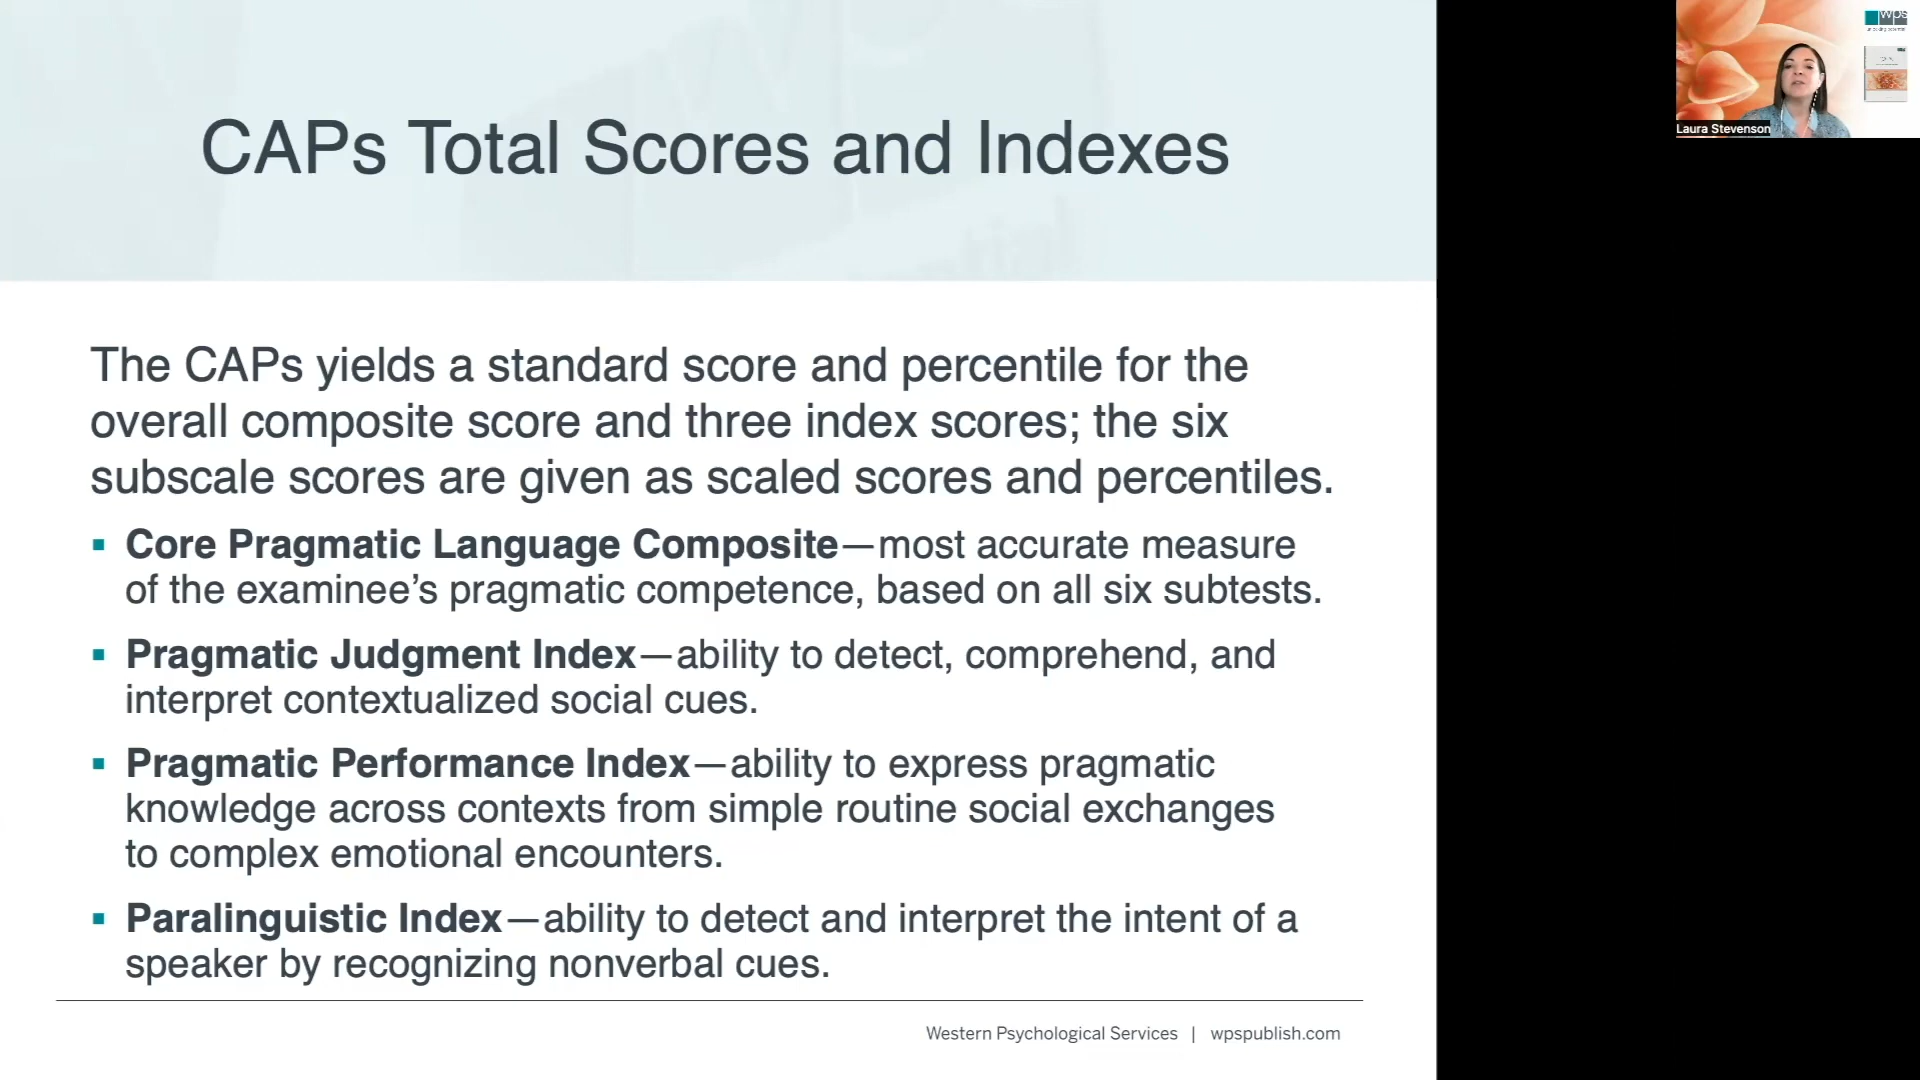 CAPs Total Scores and Indexes
The CAPs yields a standard score and percentile for the
overall composite score and three index scores; the six
subscale scores are given as scaled scores and percentiles.
▪ Core Pragmatic Language Composite—most accurate measure
of the examinee’s pragmatic competence, based on all six subtests.
▪ Pragmatic Judgment Index—ability to detect, comprehend, and
interpret contextualized social cues.
▪ Pragmatic Performance Index—ability to express pragmatic
knowledge across contexts from simple routine social exchanges
to complex emotional encounters.
▪ Paralinguistic Index—ability to detect and interpret the intent of a
speaker by recognizing nonverbal cues.
Western Psychological Services | wpspublish.com
wps
Laura Stevenson